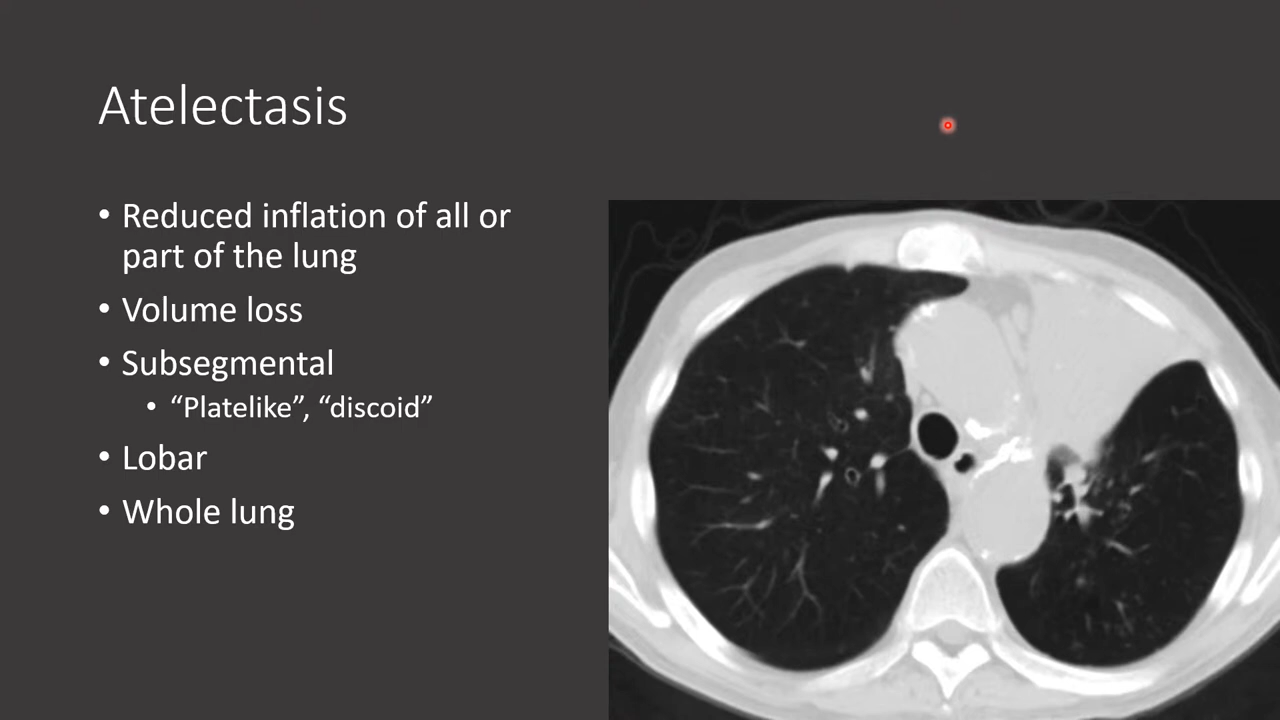 Atelectasis
• Reduced inflation of all or
part of the lung
• Volume loss
• Subsegmental
• “Platelike”, “discoid”
• Lobar
• Whole lung